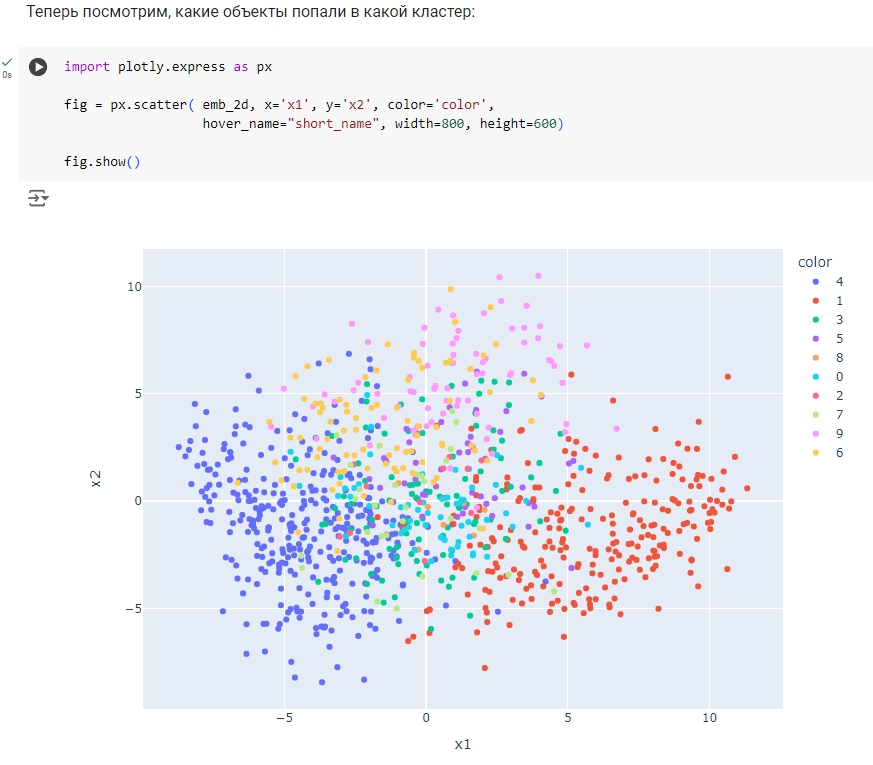 Теперь посмотрим, какие объекты попали в какой кластер:
0s
import plotly.express as px
fig = px.scatter( emb_2d, x='x1', y='x2', color='color',
hover_name="short_name", width=800, height=600)
fig.show()
color
4
1
3
5
8
0
2
7
9
6
10
5
0
−5
x2
−5
0
5
10
x1